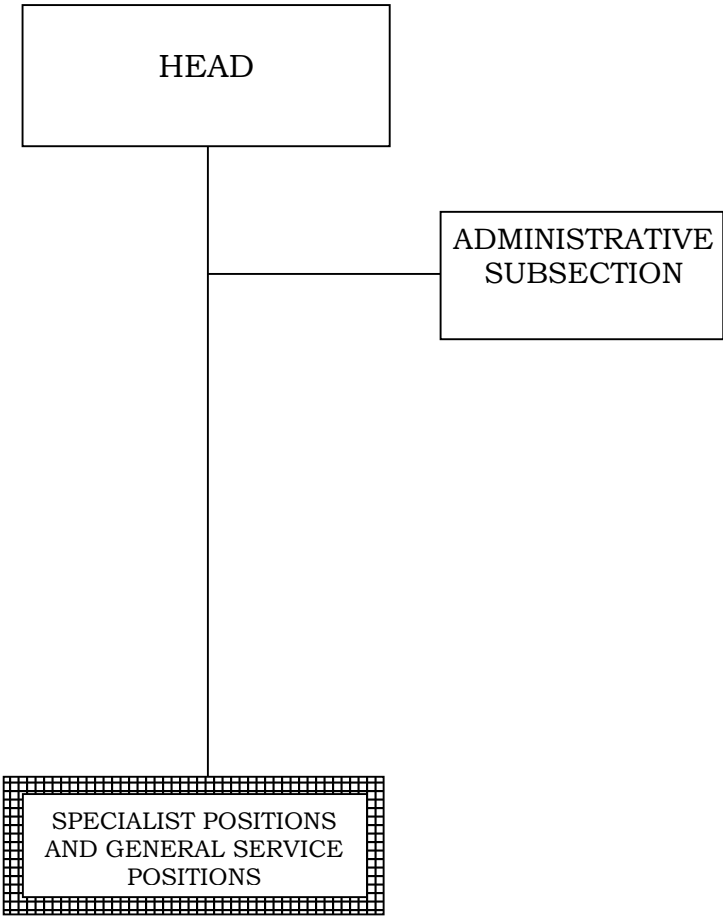 HEAD
ADMINISTRATIVE
SUBSECTION
SPECIALIST POSITIONS
AND GENERAL SERVICE
POSITIONS